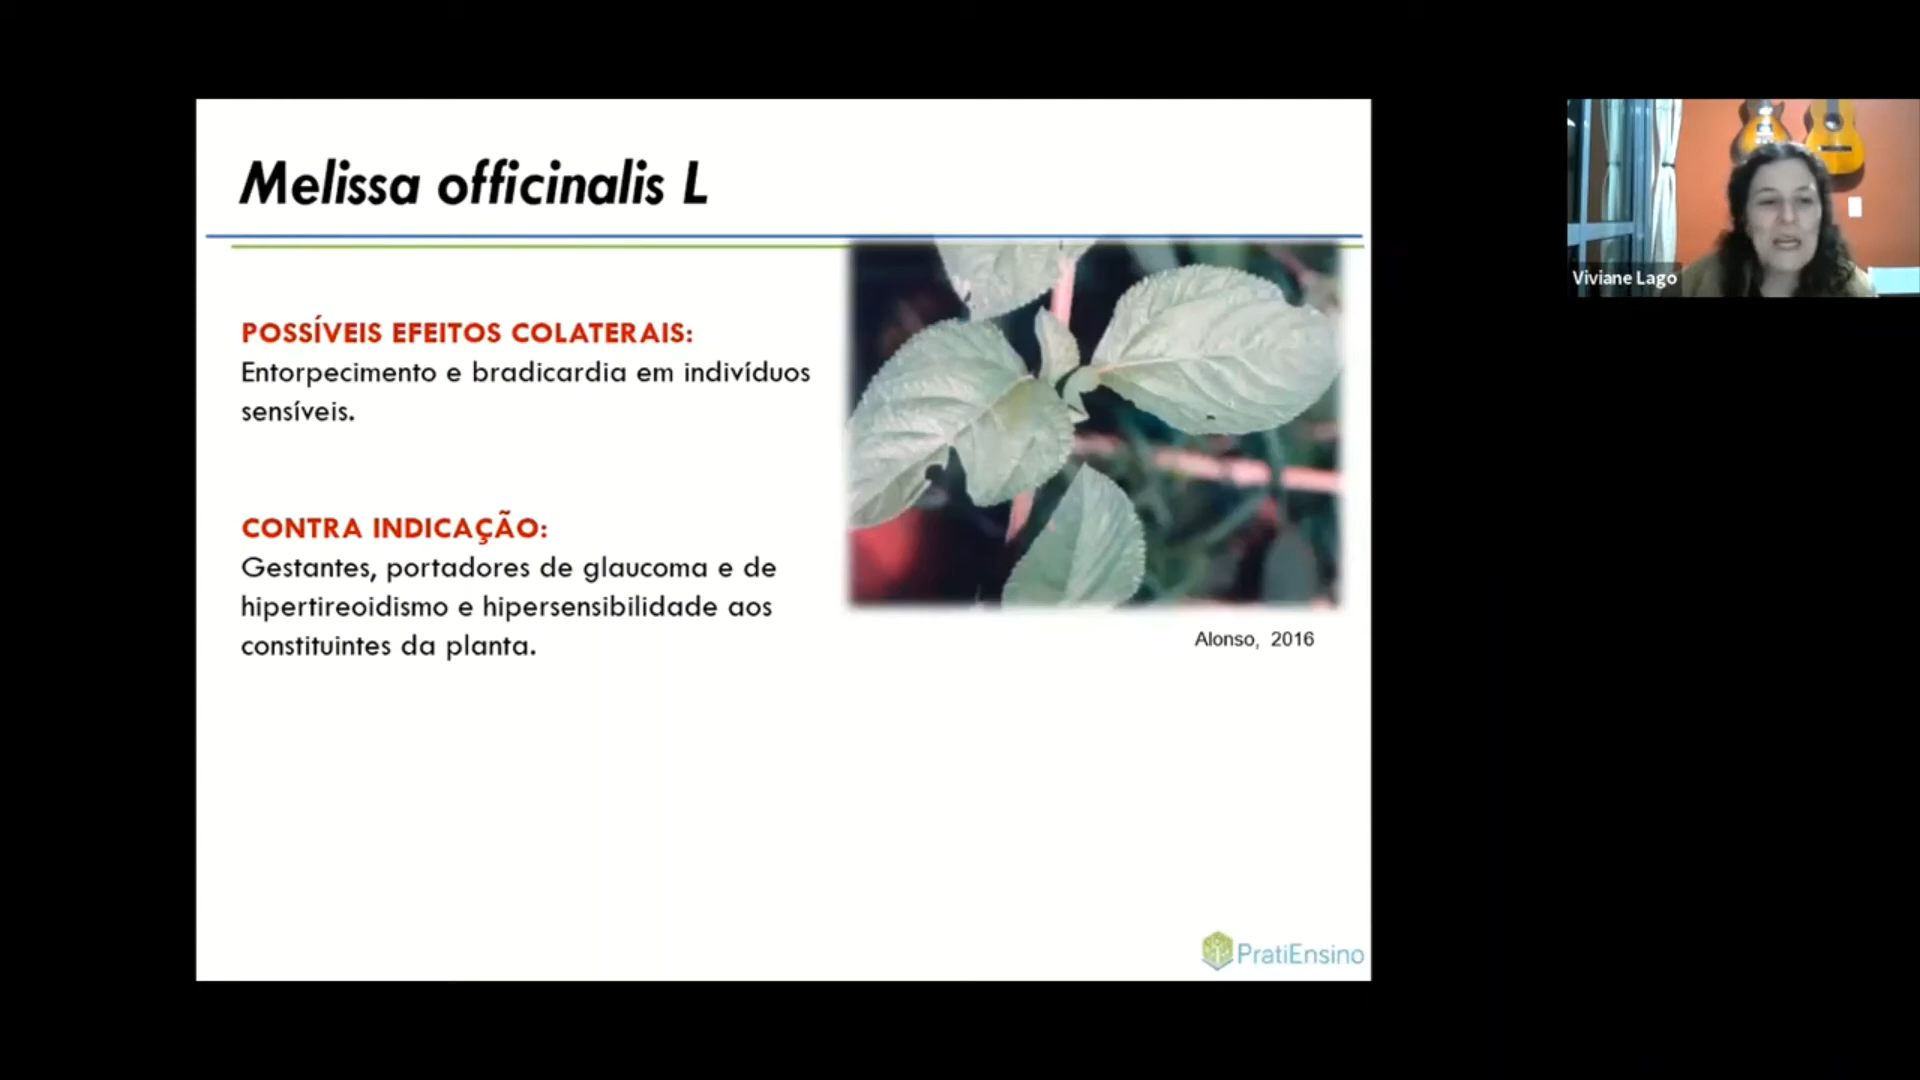 Melissa officinalis L
POSSÍVEIS EFEITOS COLATERAIS:
Entorpecimento e bradicardia em indivíduos
sensíveis.
CONTRA INDICAÇÃO:
Gestantes, portadores de glaucoma e de
hipertireoidismo e hipersensibilidade aos
constituintes da planta.
Alonso, 2016
PratiEnsino
Viviane Lago